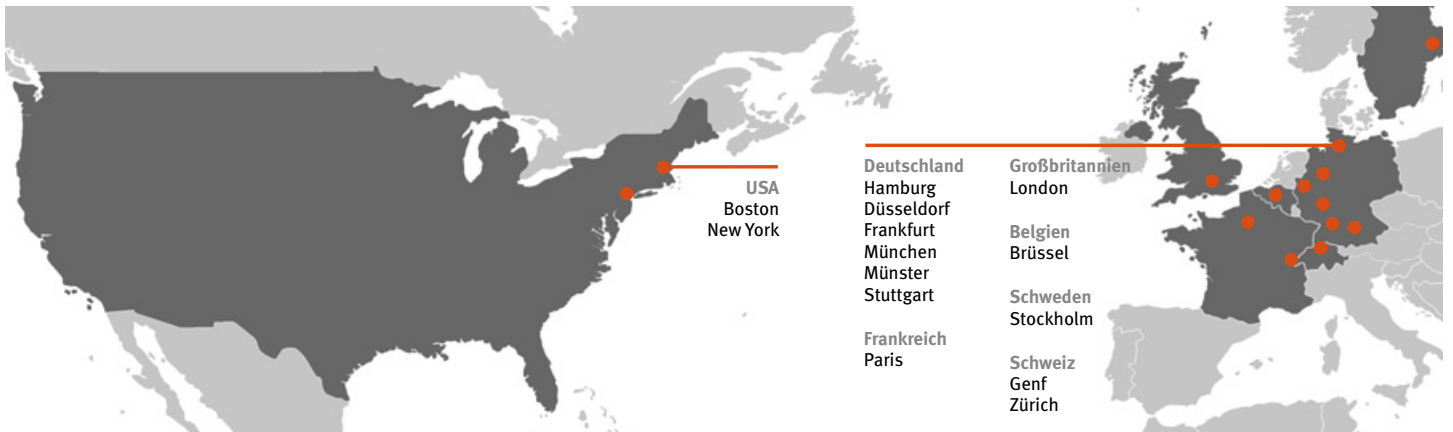 USA
Boston
New York
Deutschland
Hamburg
Düsseldorf
Frankfurt
München
Münster
Stuttgart
Frankreich
Paris
Großbritannien
London
Belgien
Brüssel
Schweden
Stockholm
Schweiz
Genf
Zürich